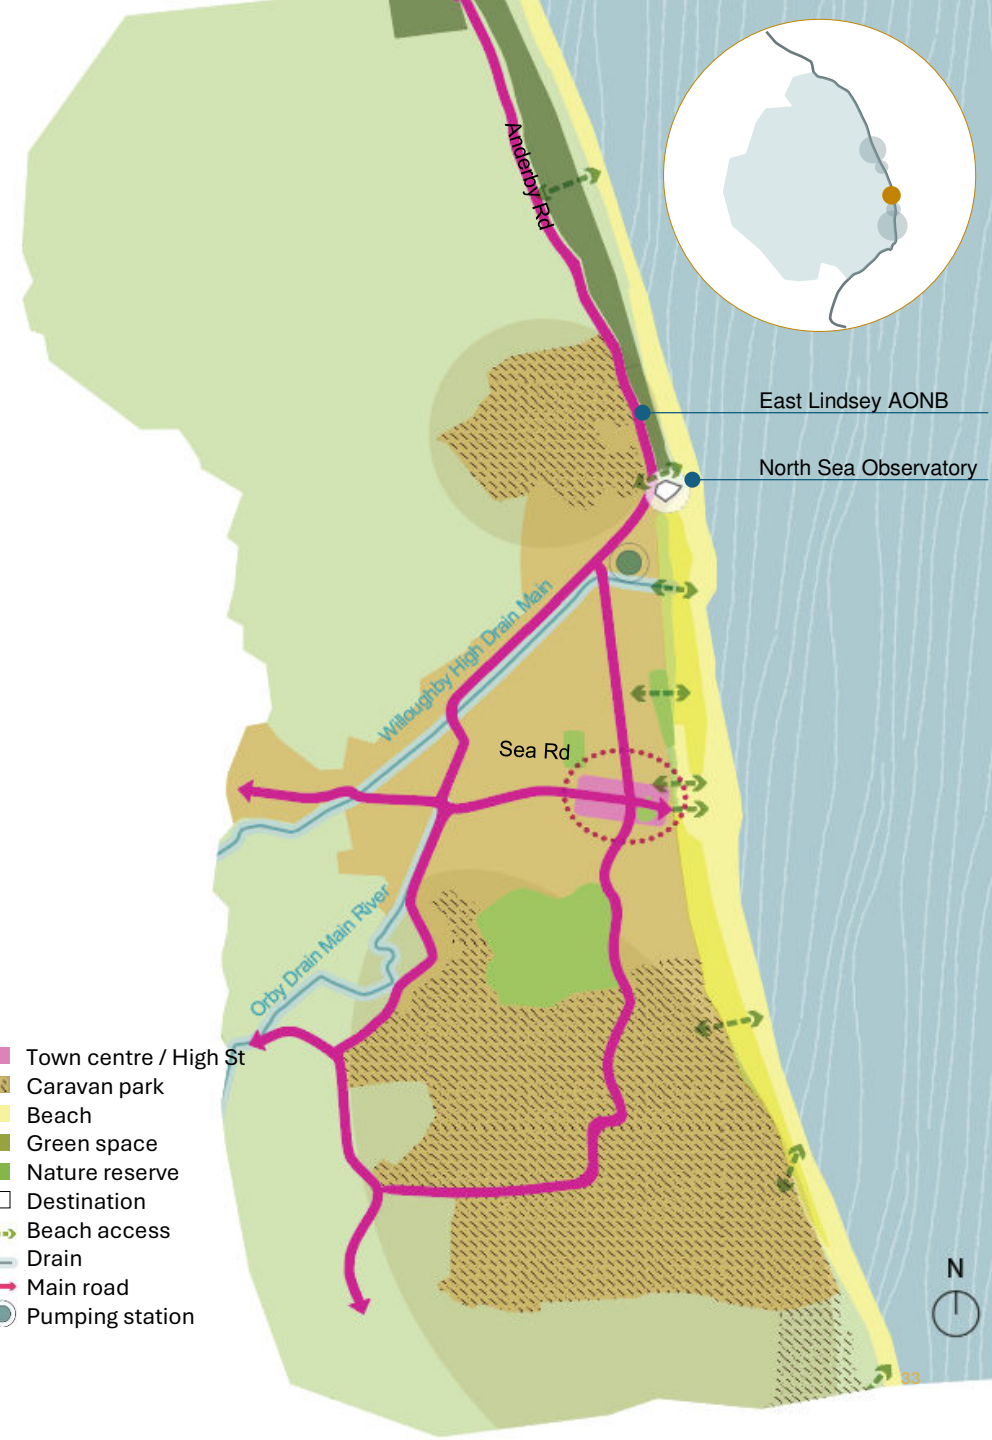 Anderby Rd
East Lindsey AONB
North Sea Observatory
Willoughby High Drain Main
Sea Rd
Orby Drain Main River
Town centre / High St
Caravan park
Beach
Green space
Nature reserve
Destination
Beach access
Drain
Main road
Pumping station
N
33